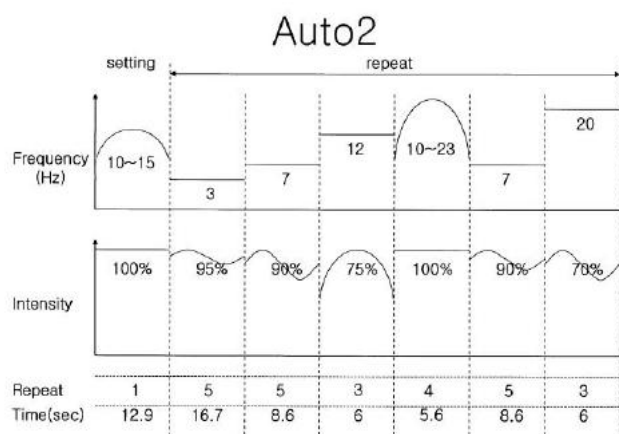 Auto2
setting repeat
Frequency
(Hz)
10~15 3 7 12 10~23 7 20
Intensity
100% 95% 90% 75% 100% 90% 70%
Repeat 1 5 5 3 4 5 3
Time(sec) 12.9 16.7 8.6 6 5.6 8.6 6